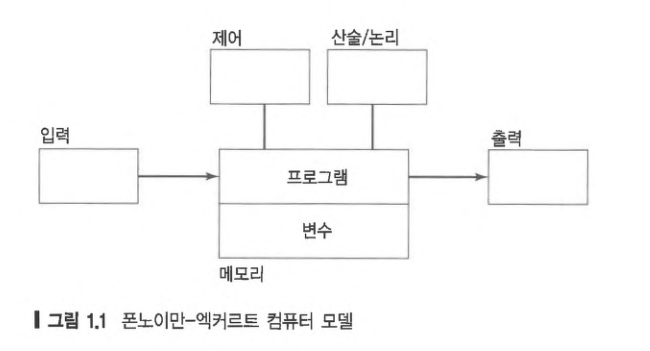 제어
산술/논리
입력
출력
프로그램
변수
메모리
그림 1.1 폰노이만-엑커르트 컴퓨터 모델